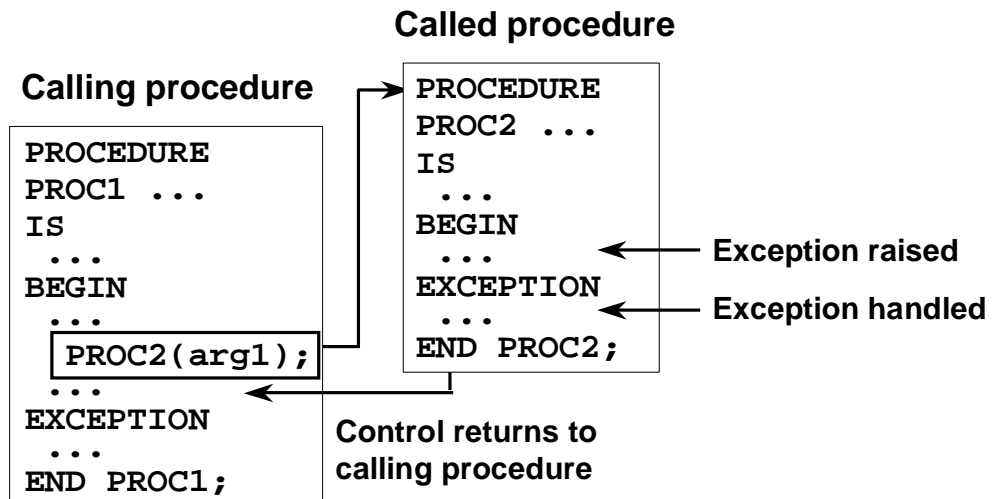 Calling procedure
PROCEDURE
PROC1 ...
IS
...
BEGIN
...
PROC2(arg1);
...
EXCEPTION
...
END PROC1;
Called procedure
PROCEDURE
PROC2 ...
IS
...
BEGIN
...
EXCEPTION
...
END PROC2;
Exception raised
Exception handled
Control returns to
calling procedure